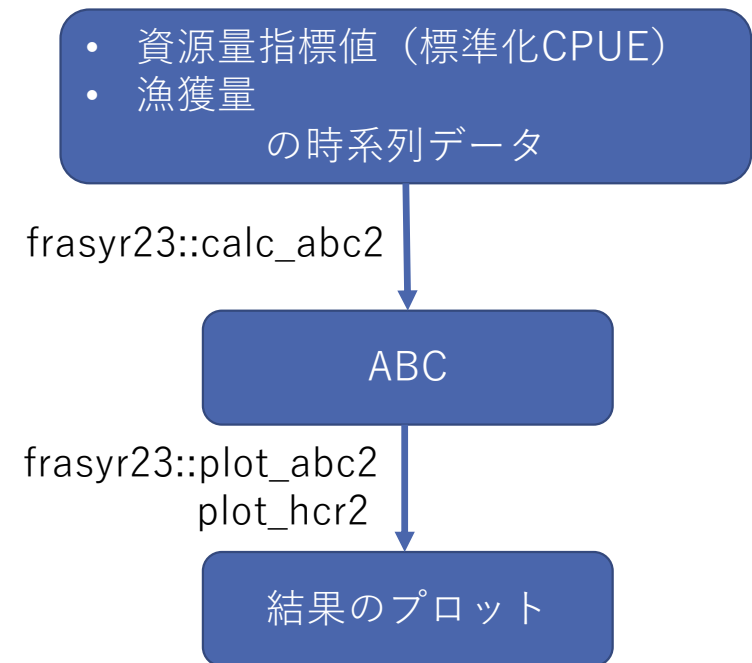 • 資源量指標値（標準化CPUE）
• 漁獲量
の時系列データ
frasyr23::calc_abc2
ABC
frasyr23::plot_abc2
plot_hcr2
結果のプロット